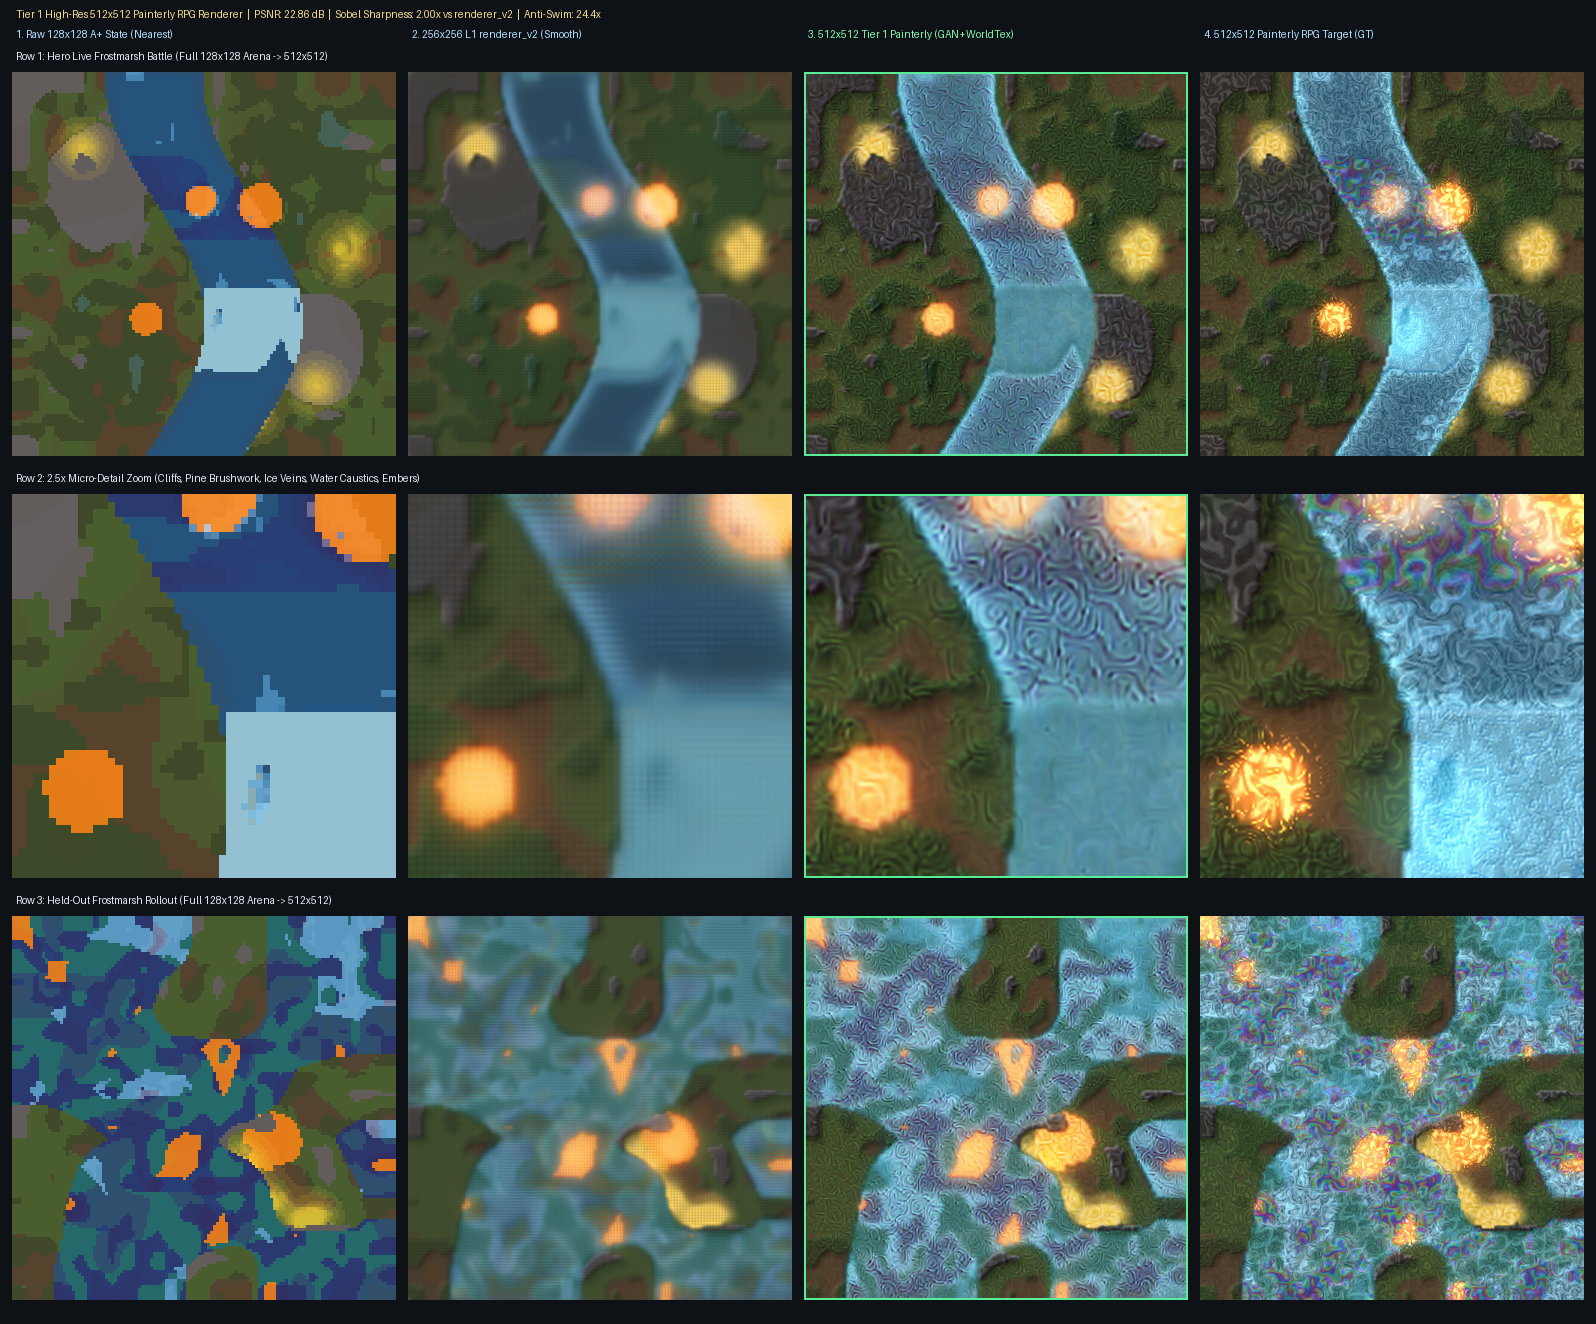 Tier 1 High-Res 512x512 Painterly RPG Renderer | PSNR: 22.86 dB | Sobel Sharpness: 2.00x vs renderer_v2 | Anti-Swim: 24.4x
1. Raw 128x128 A+ State (Nearest)
2. 256x256 L1 renderer_v2 (Smooth)
3. 512x512 Tier 1 Painterly (GAN+WorldTex)
4. 512x512 Painterly RPG Target (GT)
Row 1: Hero Live Frostmarsh Battle (Full 128x128 Arena -> 512x512)
Row 2: 2.5x Micro-Detail Zoom (Cliffs, Pine Brushwork, Ice Veins, Water Caustics, Embers)
Row 3: Held-Out Frostmarsh Rollout (Full 128x128 Arena -> 512x512)